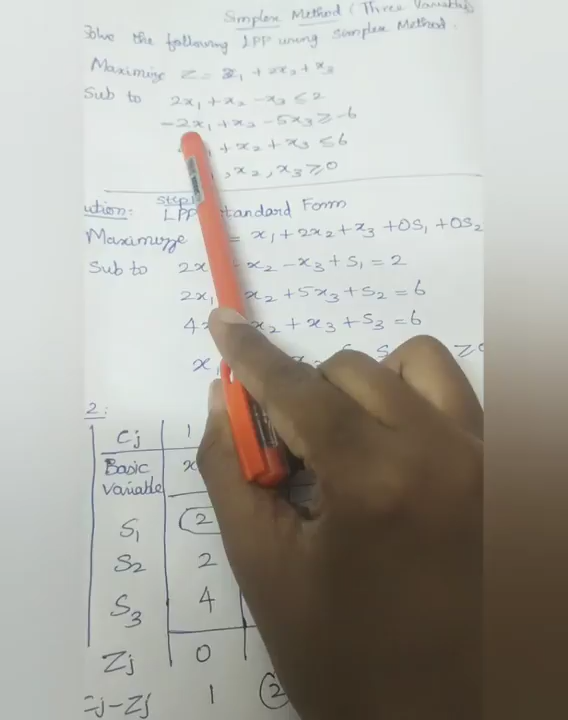 Simplex Method (Three Variable)
Solve the following LPP using Simplex Method.
Maximize Z = x₁ + 2x₂ + x₃
Sub to 2x₁ + x₂ - x₃ ≤ 2
-2x₁ + x₂ - 5x₃ ≥ -6
+ x₂ + x₃ ≤ 6
, x₂, x₃ ≥ 0
ution: step
LPP Standard Form
Maximize = x₁ + 2x₂ + x₃ + 0S₁ + 0S₂
Sub to 2x - x₂ - x₃ + S₁ = 2
2x₁ x₂ + 5x₃ + S₂ = 6
4x x₂ + x₃ + S₃ = 6
≥0
2:
Cj 1
Basic
Variable
S₁ 2
S₂ 2
S₃ 4
Zj 0
Cj-Zj 1 2